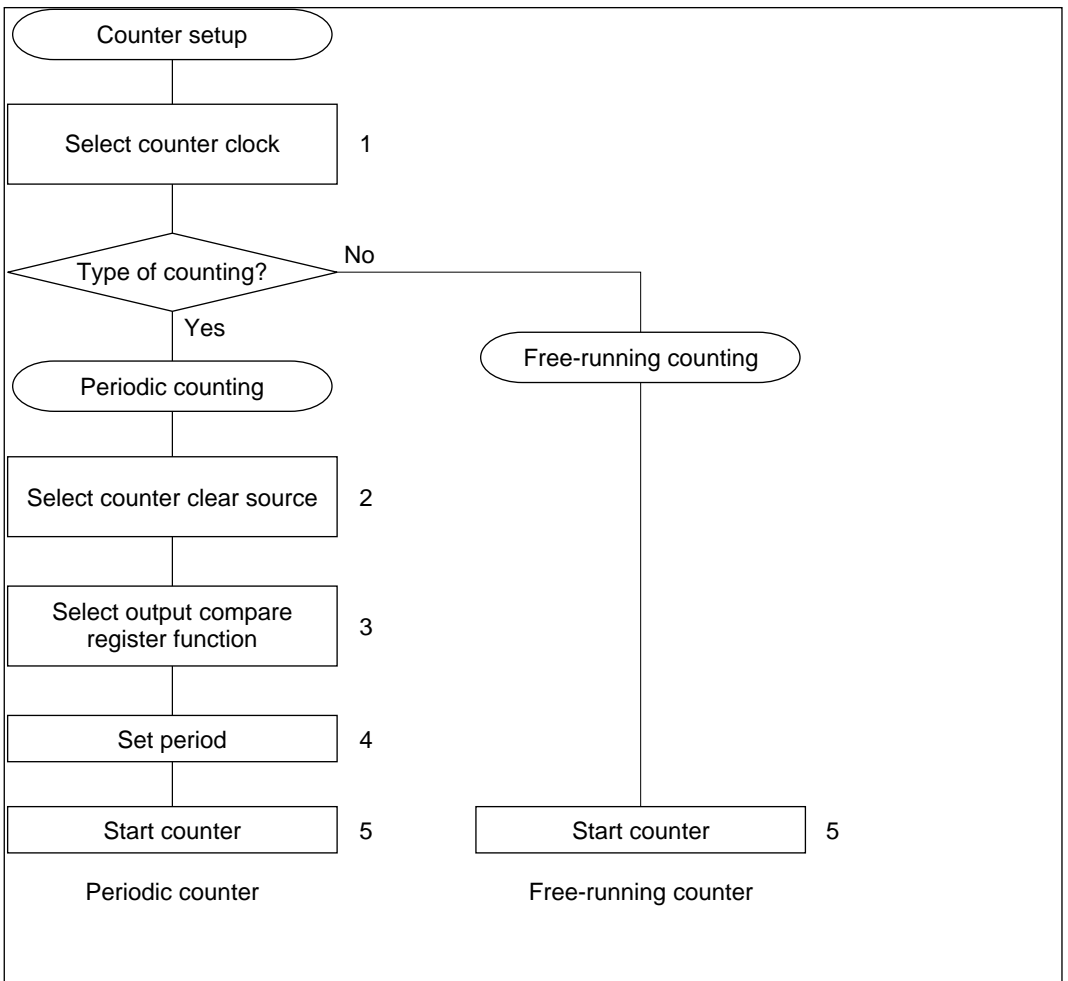 Counter setup
Select counter clock
1
Type of counting?
No
Yes
Free-running counting
Periodic counting
Select counter clear source
2
Select output compare
register function
3
Set period
4
Start counter
5
Start counter
5
Periodic counter
Free-running counter